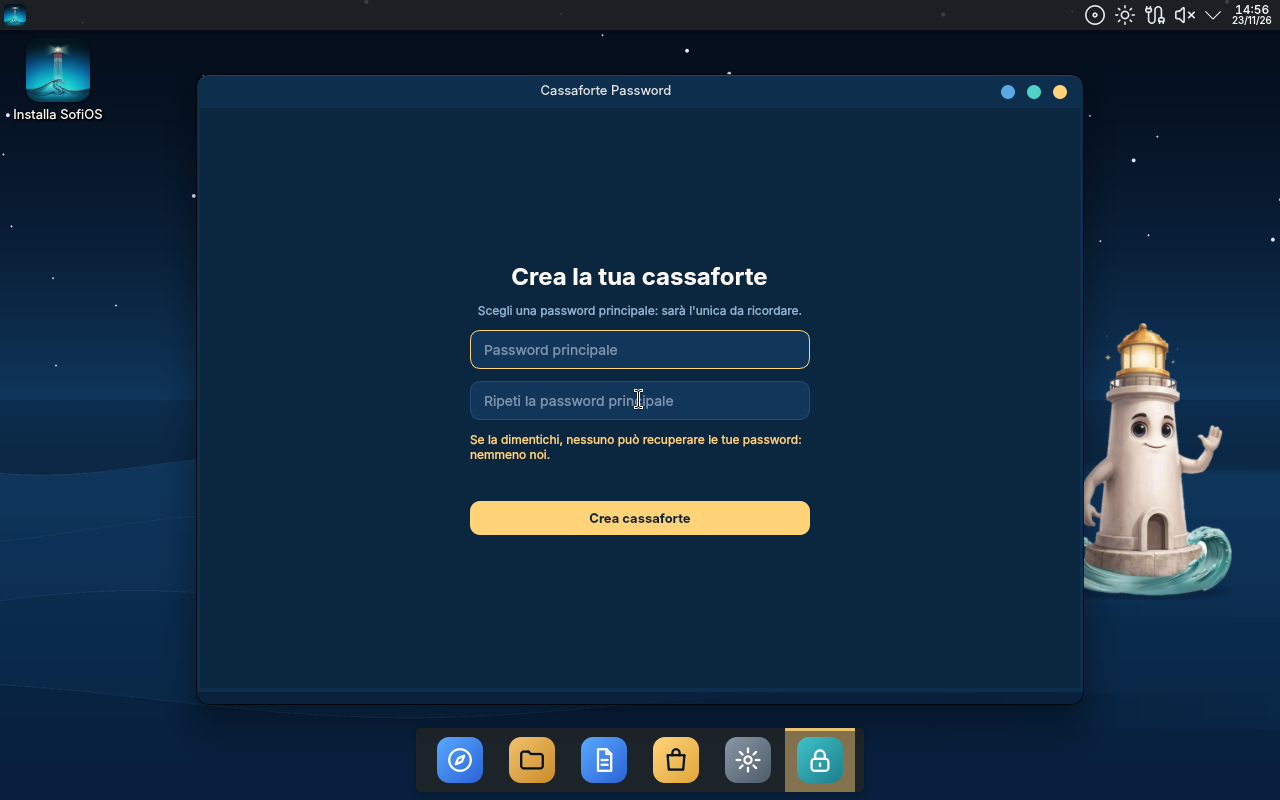 14:56
23/11/26
Installa SofiOS
Cassaforte Password
Crea la tua cassaforte
Scegli una password principale: sarà l'unica da ricordare.
Password principale
Ripeti la password principale
Se la dimentichi, nessuno può recuperare le tue password:
nemmeno noi.
Crea cassaforte